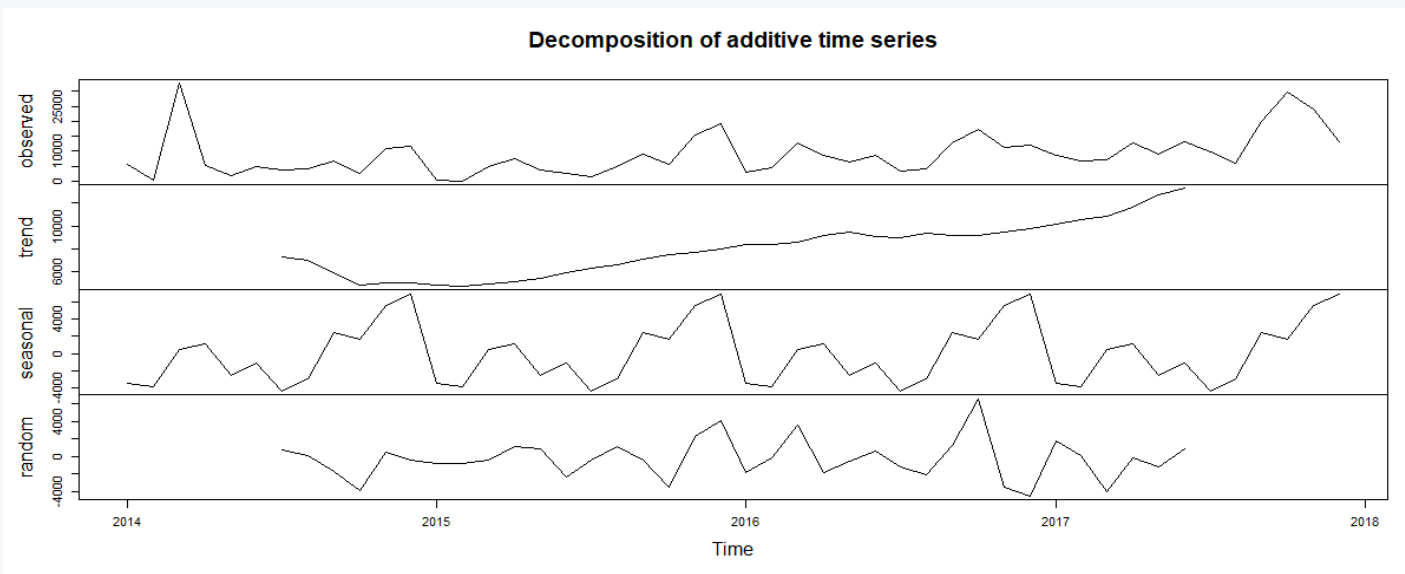 Decomposition of additive time series
observed
0 10000 25000
trend
6000 10000
seasonal
-4000 0 4000
random
-4000 0 4000
2014 2015 2016 2017 2018
Time